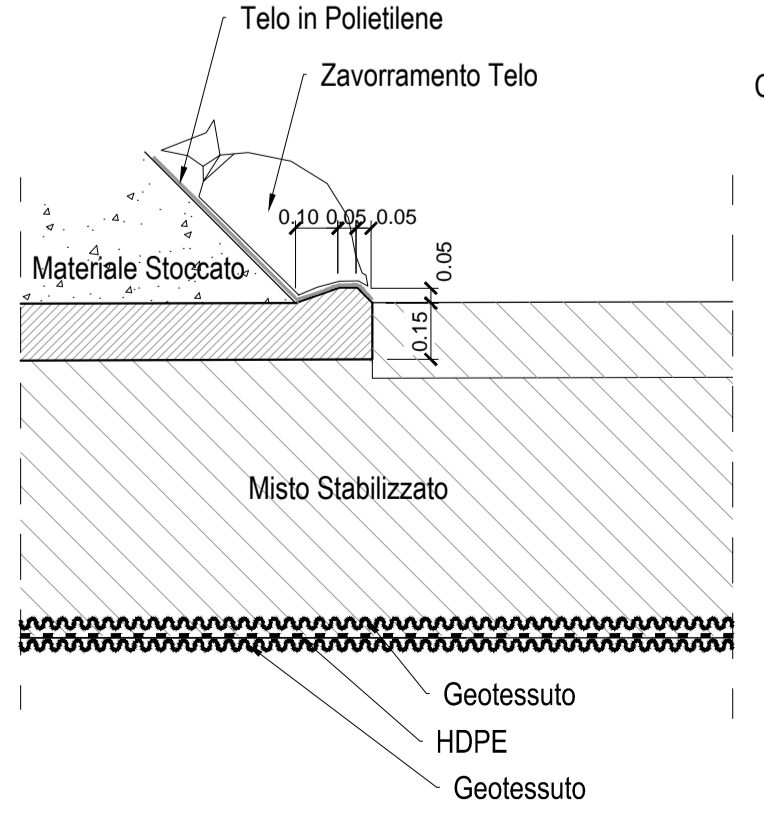 Telo in Polietilene
Zavorramento Telo
C
0.10 0.05 0.05
0.05
Materiale Stoccato
0.15
Misto Stabilizzato
Geotessuto
HDPE
Geotessuto